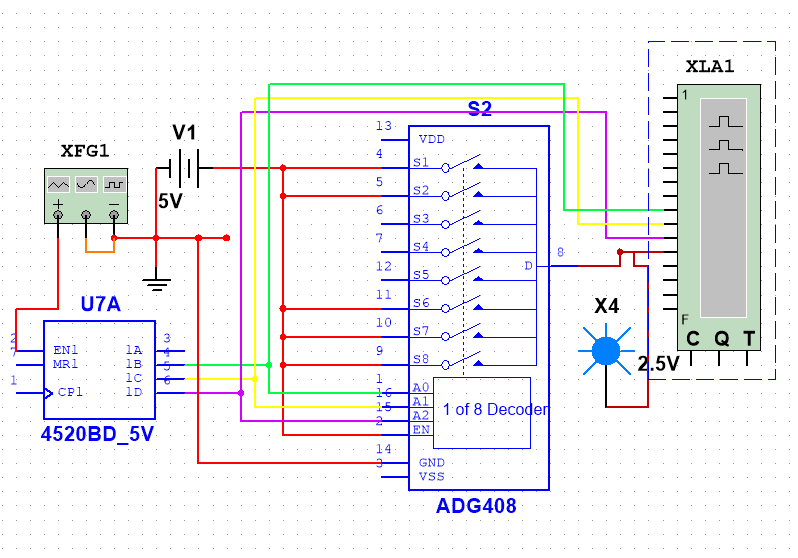 XLA1
1
S2
13
VDD
V1
XFG1
4
S1
5
S2
5V
6
S3
7
S4
8
D
12
S5
U7A
11
S6
X4
F
10
S7
C Q T
2
3
EN1
1A
4
9
S8
2.5V
MR1
1B
5
1
1C
6
1
CP1
1D
A0
16
A1
15
A2
2
EN
1 of 8 Decoder
4520BD_5V
14
GND
3
VSS
ADG408